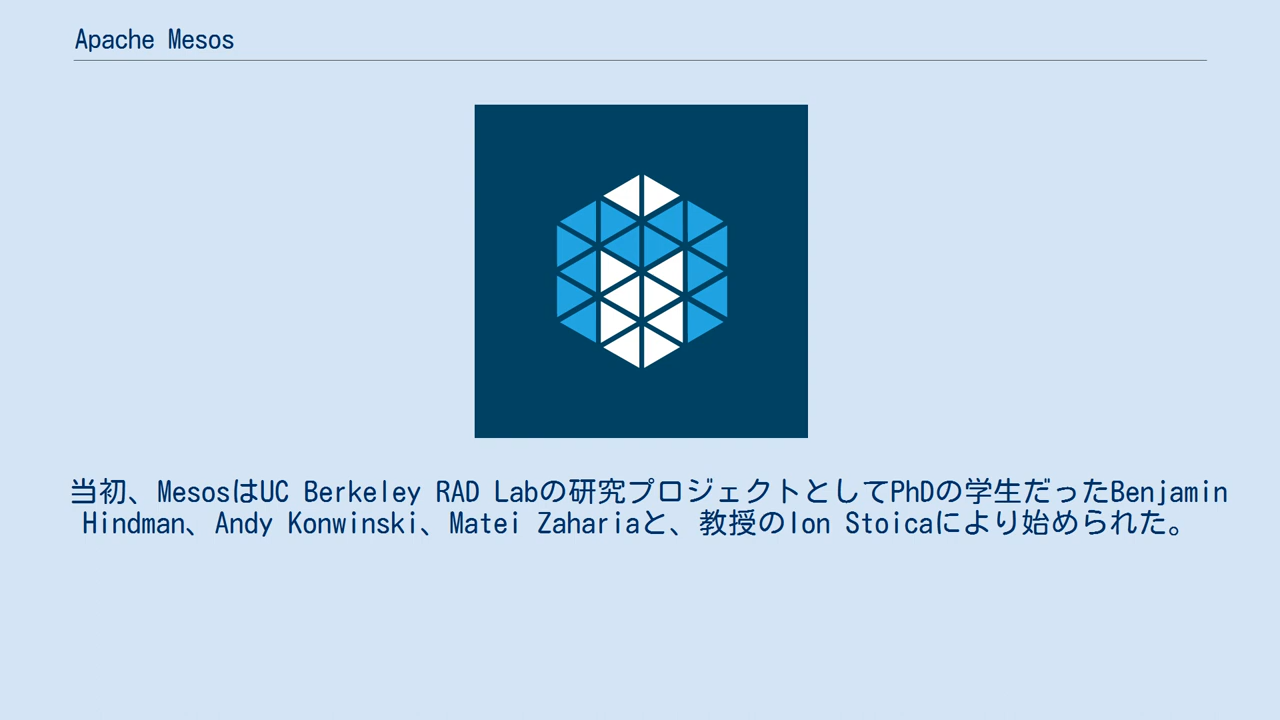 Apache Mesos
当初、MesosはUC Berkeley RAD Labの研究プロジェクトとしてPhDの学生だったBenjamin
Hindman、Andy Konwinski、Matei Zahariaと、教授のIon Stoicaにより始められた。